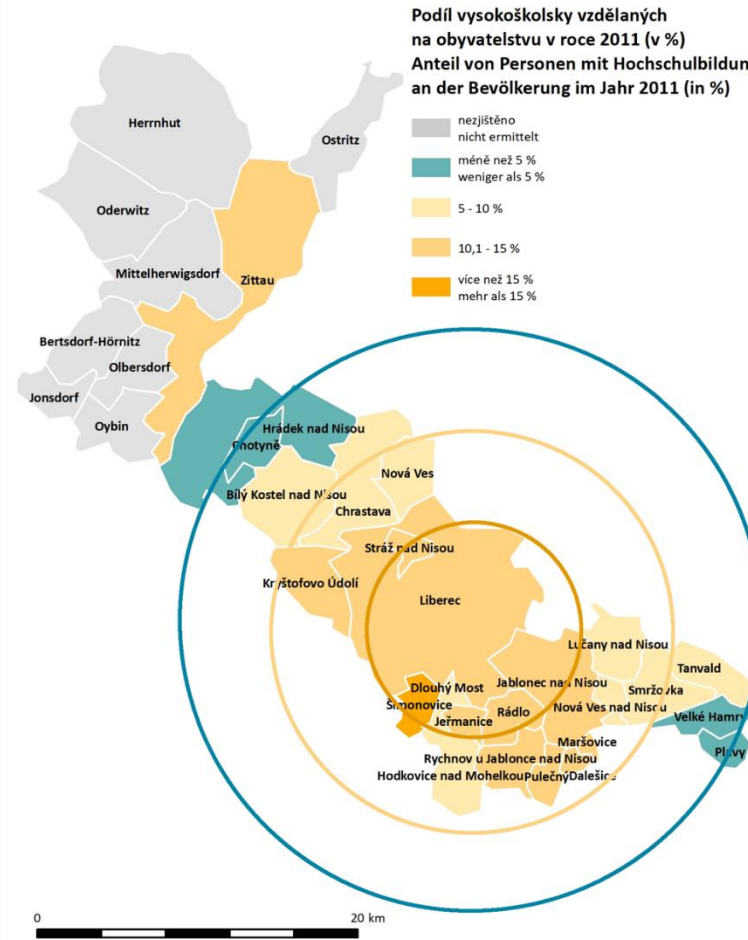 Podíl vysokoškolsky vzdělaných
na obyvatelstvu v roce 2011 (v %)
Anteil von Personen mit Hochschulbildun
an der Bevölkerung im Jahr 2011 (in %)
nezjištěno
nicht ermittelt
méně než 5 %
weniger als 5 %
5 - 10 %
10,1 - 15 %
více než 15 %
mehr als 15 %
Herrnhut
Ostritz
Oderwitz
Mittelherwigsdorf
Zittau
Bertsdorf-Hörnitz
Olbersdorf
Jonsdorf
Oybin
Hrádek nad Nisou
Chotyně
Nová Ves
Bílý Kostel nad Nisou
Chrastava
Stráž nad Nisou
Kryštofovo Údolí
Liberec
Lučany nad Nisou
Tanvald
Dlouhý Most
Jablonec nad Nisou
Smržovka
Šimonovice
Rádlo
Nová Ves nad Nisou
Jeřmanice
Velké Hamry
Maršovice
Plavy
Rychnov u Jablonce nad Nisou
Hodkovice nad Mohelkou
Pulečný
Dalešice
0
20 km